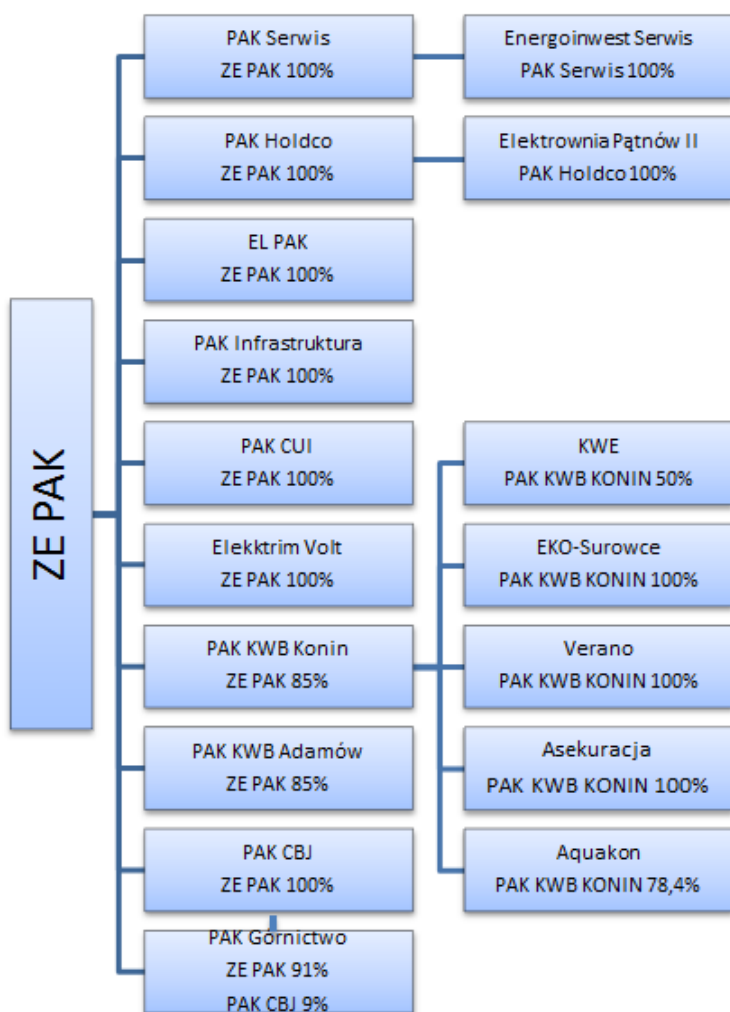 ZE PAK
PAK Serwis
ZE PAK 100%
Energoinwest Serwis
PAK Serwis 100%
PAK Holdco
ZE PAK 100%
Elektrownia Pątnów II
PAK Holdco 100%
EL PAK
ZE PAK 100%
PAK Infrastruktura
ZE PAK 100%
PAK CUI
ZE PAK 100%
KWE
PAK KWB KONIN 50%
Elekktrim Volt
ZE PAK 100%
EKO-Surowce
PAK KWB KONIN 100%
PAK KWB Konin
ZE PAK 85%
Verano
PAK KWB KONIN 100%
PAK KWB Adamów
ZE PAK 85%
Asekuracja
PAK KWB KONIN 100%
PAK CBJ
ZE PAK 100%
Aquakon
PAK KWB KONIN 78,4%
PAK Górnictwo
ZE PAK 91%
PAK CBJ 9%